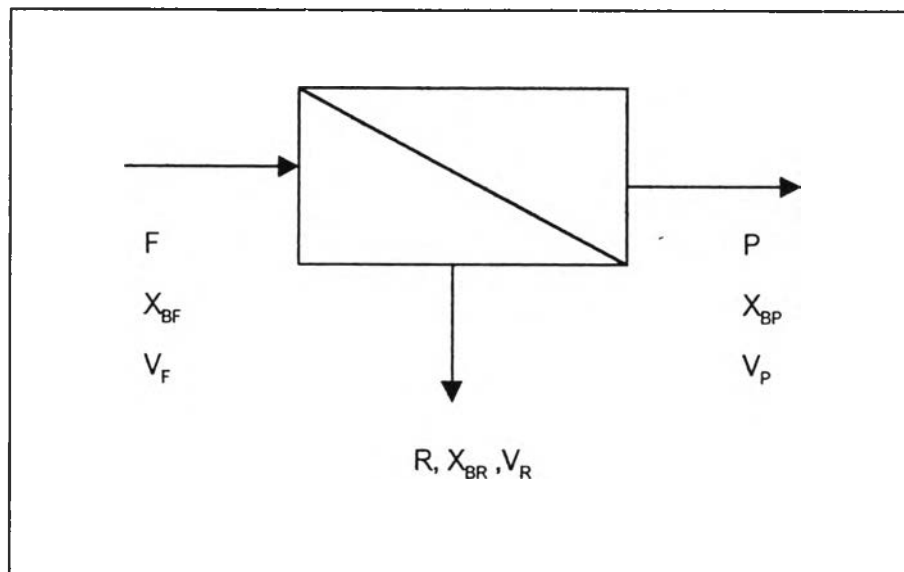 F
X_BF
V_F
P
X_BP
V_P
R, X_BR ,V_R